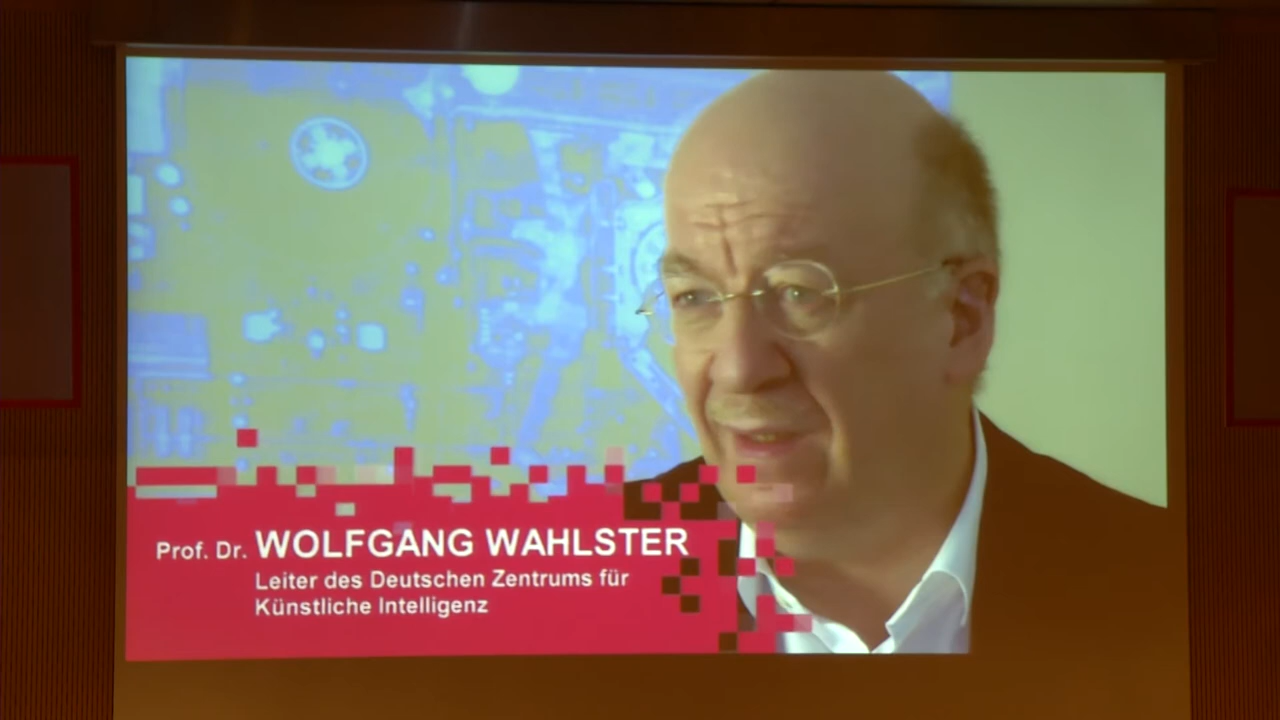 Prof. Dr. WOLFGANG WAHLSTER
Leiter des Deutschen Zentrums für
Künstliche Intelligenz